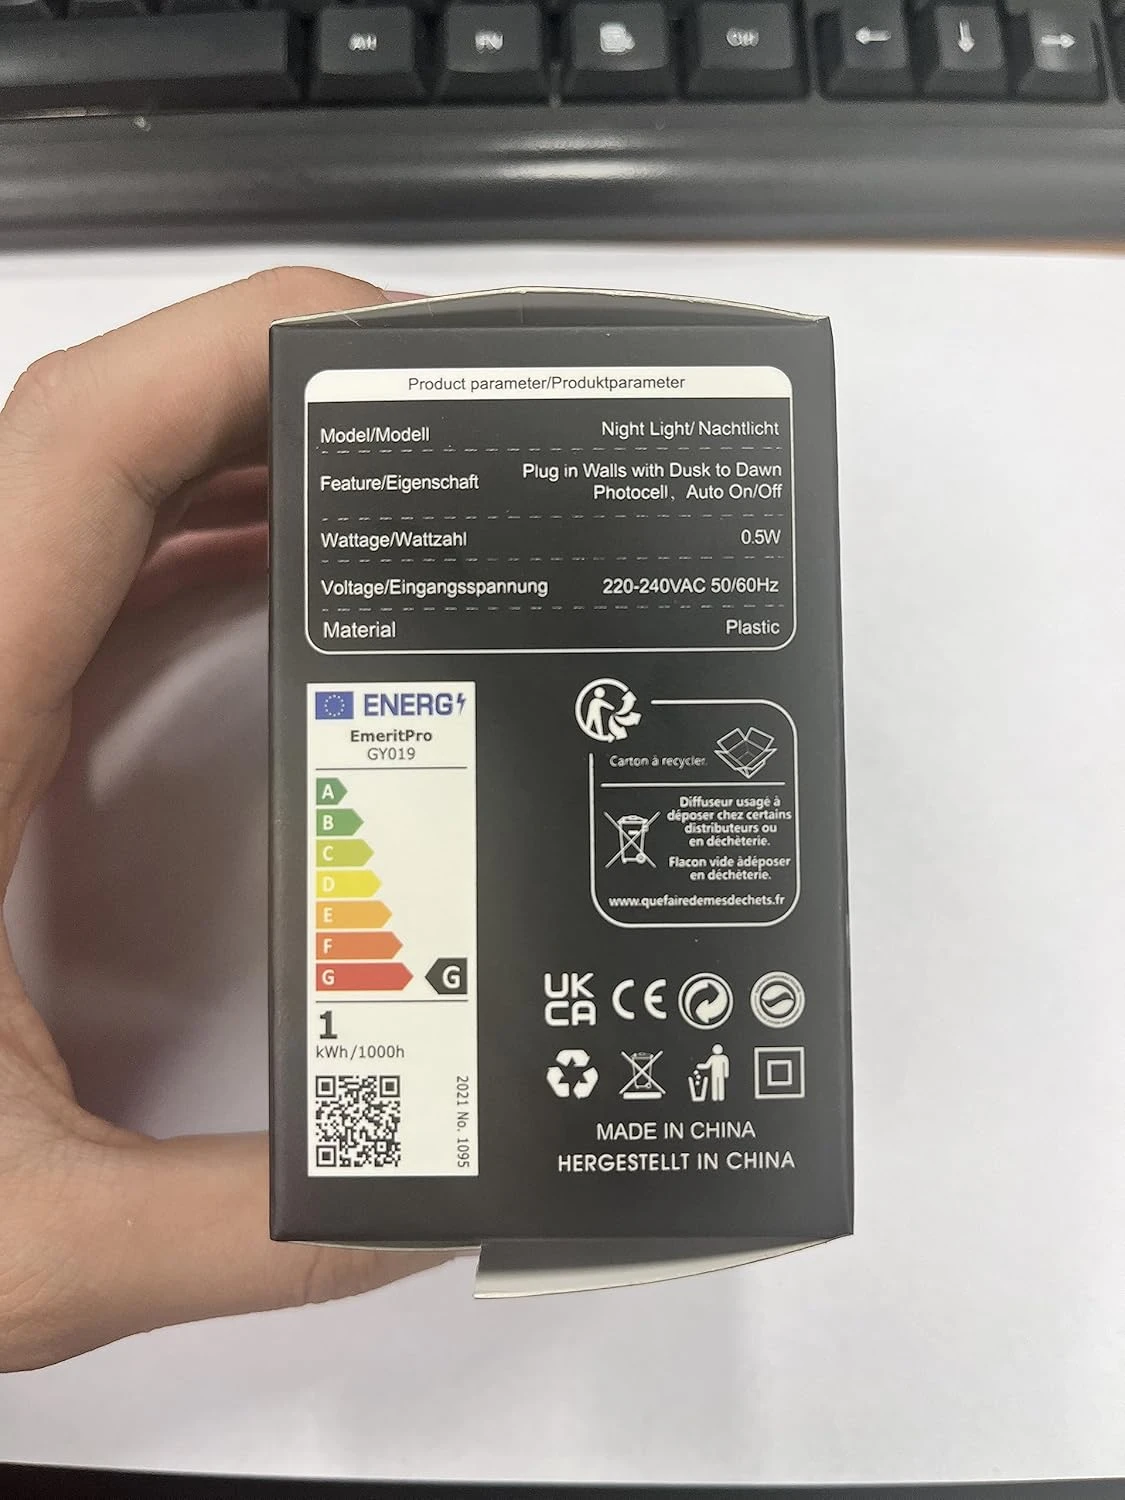 Alt
FN
Ctrl
Product parameter/Produktparameter
Model/Modell Night Light/ Nachtlicht
Feature/Eigenschaft Plug in Walls with Dusk to Dawn
Photocell、Auto On/Off
Wattage/Wattzahl 0.5W
Voltage/Eingangsspannung 220-240VAC 50/60Hz
Material Plastic
ENERG
EmeritPro
GY019
A
B
C
D
E
F
G G
1
kWh/1000h
2021 No. 1095
Carton à recycler.
Diffuseur usagé à
déposer chez certains
distributeurs ou
en déchèterie.
Flacon vide àdéposer
en déchèterie.
www.quefairedemesdechets.fr
UK
CA CE
MADE IN CHINA
HERGESTELLT IN CHINA